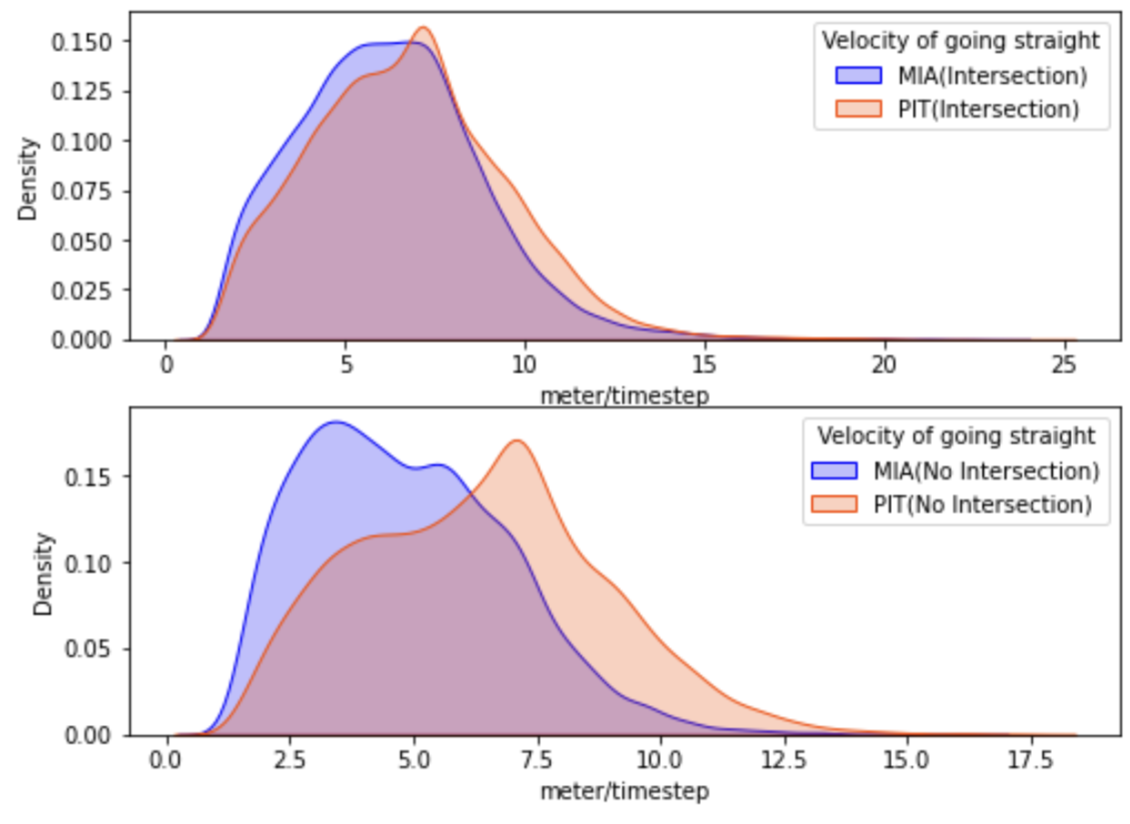 Velocity of going straight
MIA(Intersection)
PIT(Intersection)
Density
0.150
0.125
0.100
0.075
0.050
0.025
0.000
0 5 10 15 20 25
meter/timestep
Velocity of going straight
MIA(No Intersection)
PIT(No Intersection)
Density
0.15
0.10
0.05
0.00
0.0 2.5 5.0 7.5 10.0 12.5 15.0 17.5
meter/timestep